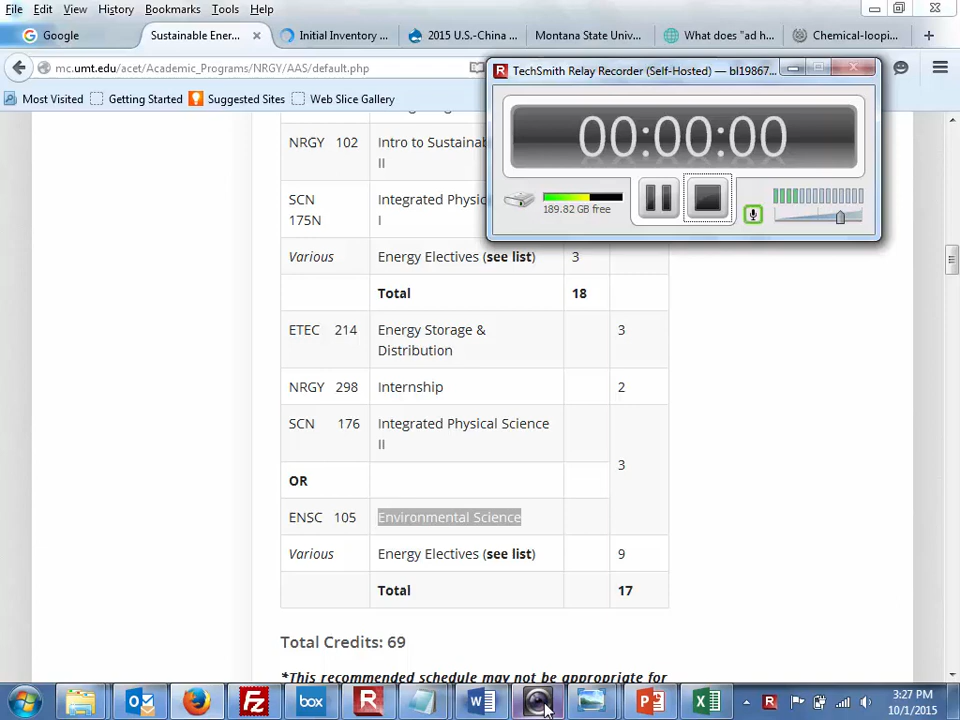 File Edit View History Bookmarks Tools Help
Google Sustainable Ener... Initial Inventory ... 2015 U.S.-China ... Montana State Univ... What does "ad h... Chemical-loopi...
mc.umt.edu/acet/Academic_Programs/NRGY/AAS/default.php
Most Visited Getting Started Suggested Sites Web Slice Gallery
TechSmith Relay Recorder (Self-Hosted) — bl19867...
00:00:00
189.82 GB free
NRGY 102 Intro to Sustainab
II
SCN Integrated Physic
175N I
Various Energy Electives (see list) 3
Total 18
ETEC 214 Energy Storage & 3
Distribution
NRGY 298 Internship 2
SCN 176 Integrated Physical Science
II
3
OR
ENSC 105 Environmental Science
Various Energy Electives (see list) 9
Total 17
Total Credits: 69
*This recommended schedule may not be appropriate for
box
3:27 PM
10/1/2015